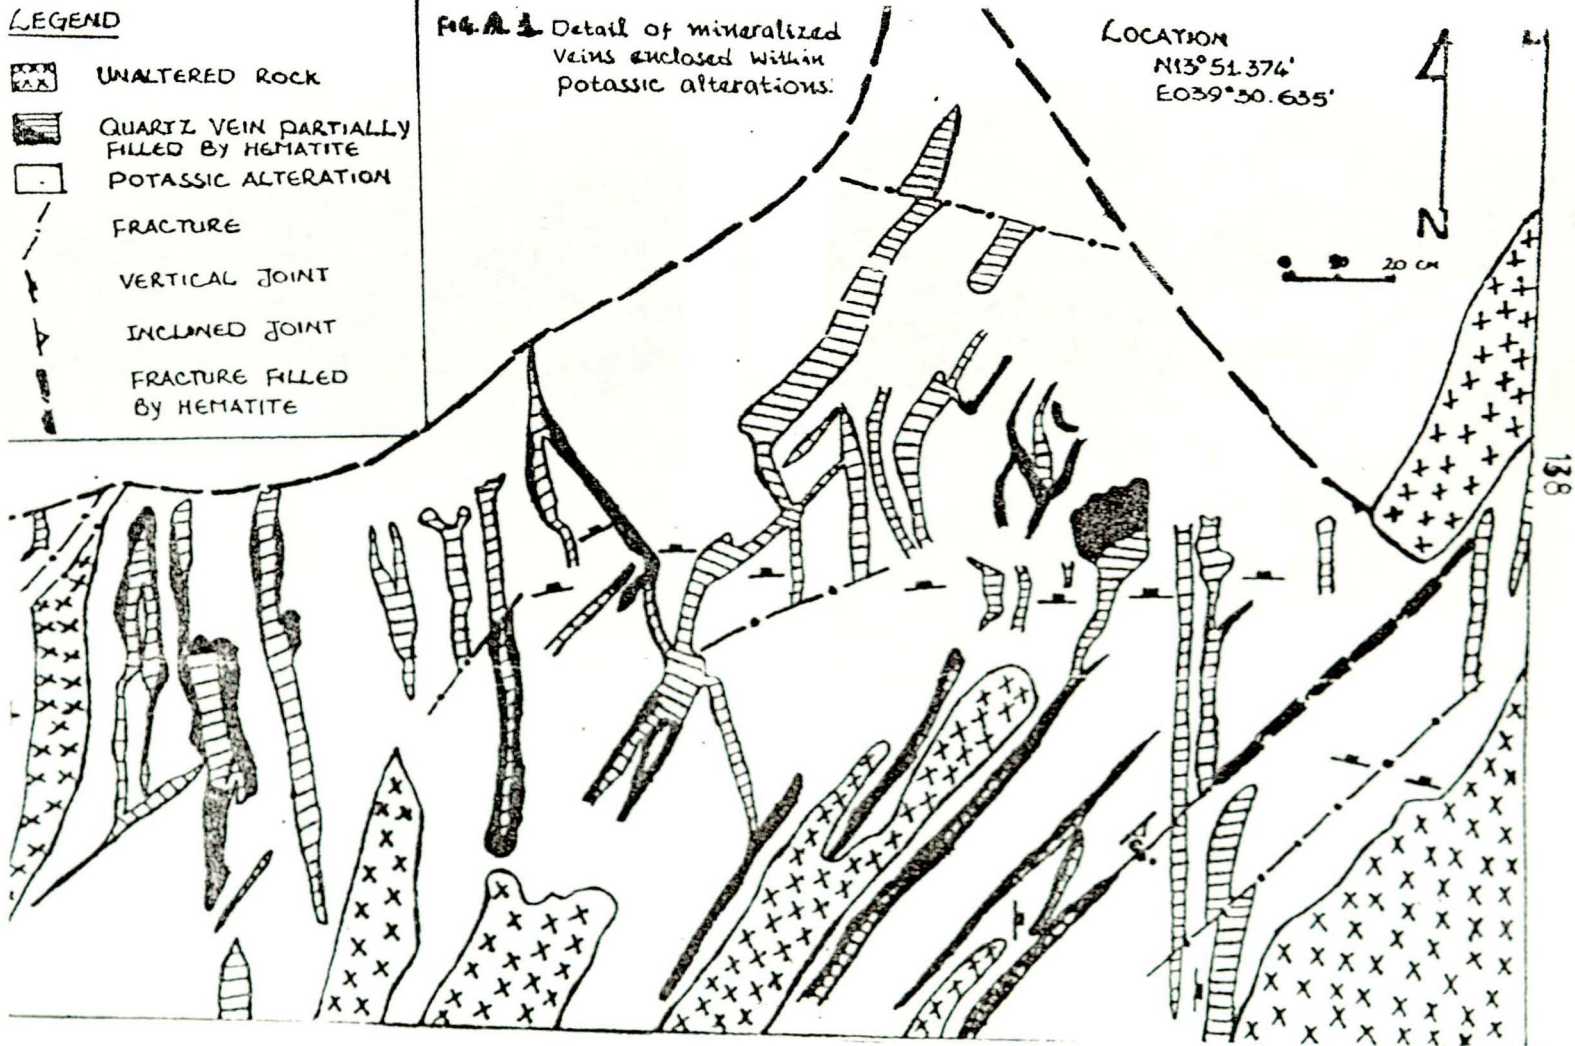 LEGEND
UNALTERED ROCK
QUARTZ VEIN PARTIALLY
FILLED BY HEMATITE
POTASSIC ALTERATION
FRACTURE
VERTICAL JOINT
INCLINED JOINT
FRACTURE FILLED
BY HEMATITE
Detail of mineralized
veins enclosed within
potassic alterations.
LOCATION
N13°51.374'
E039°30.635'
N
20 CM
138